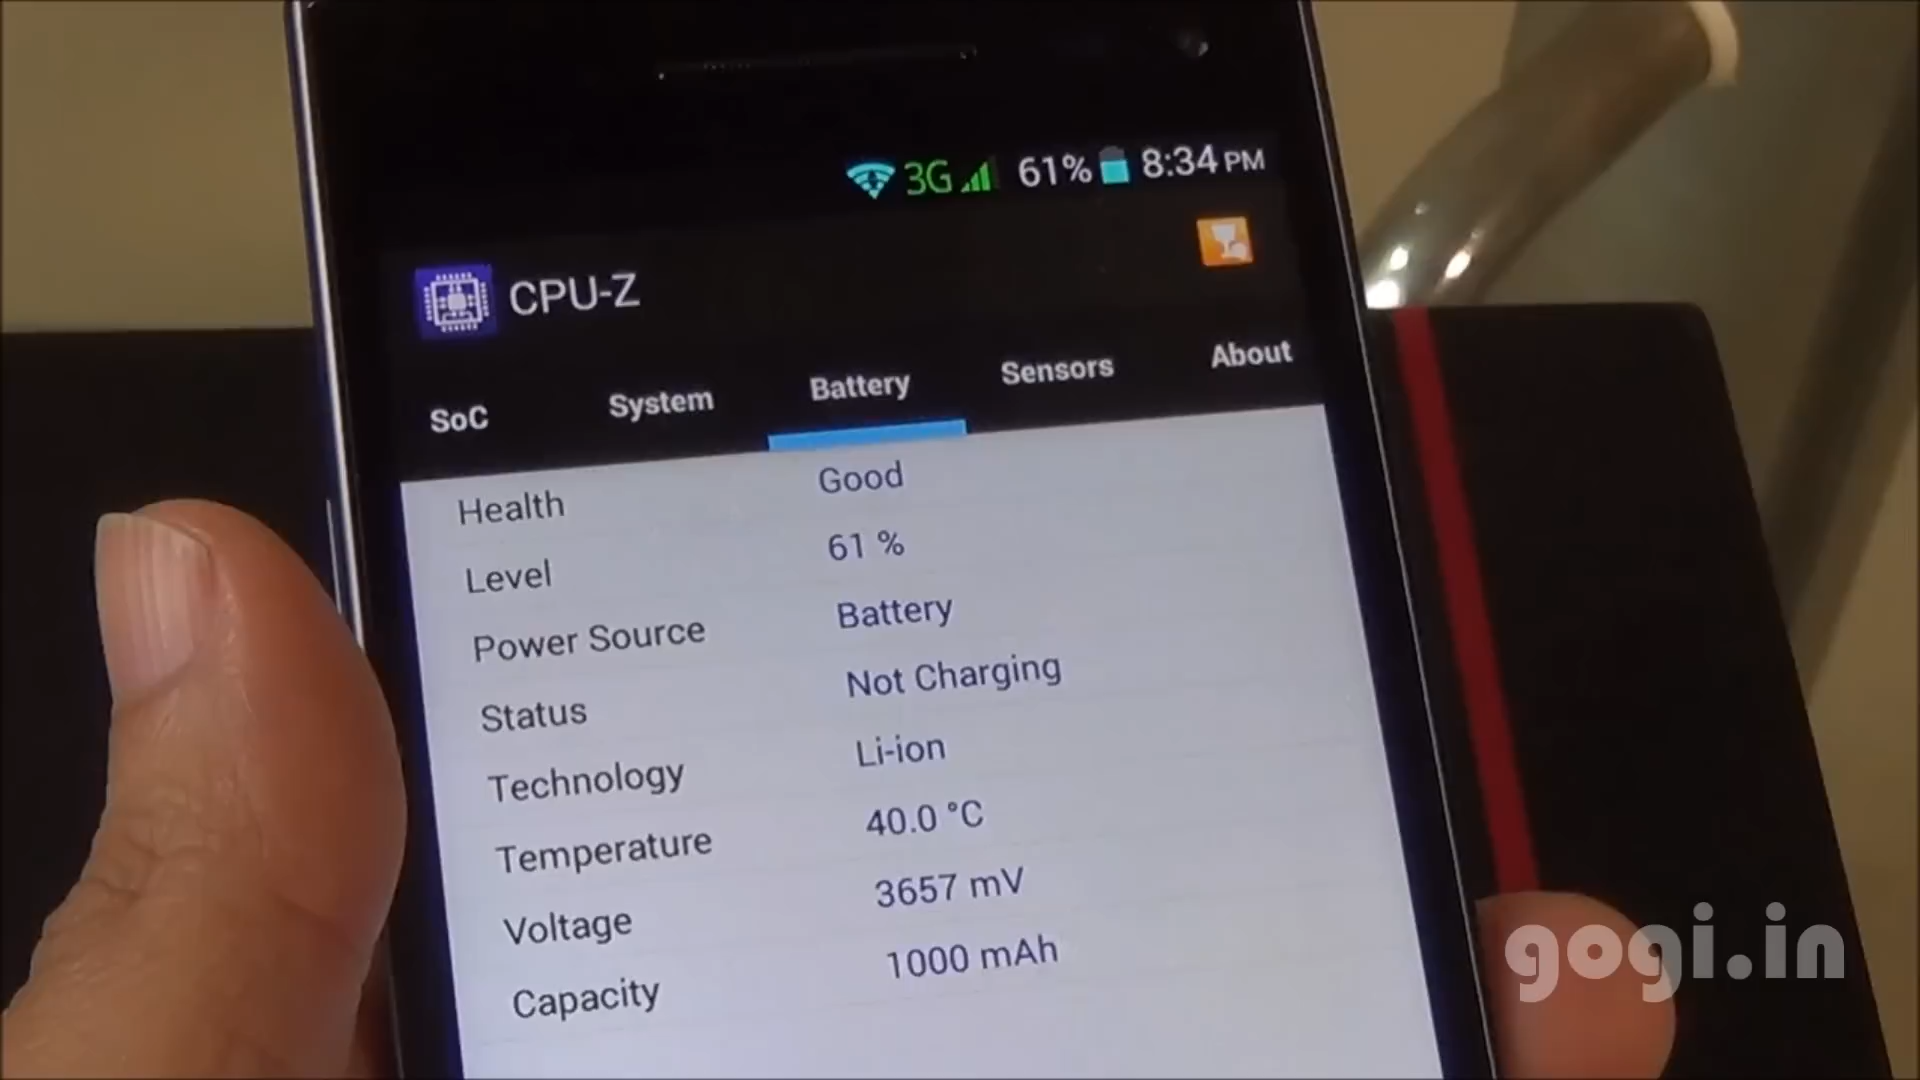 3G 61% 8:34 PM
CPU-Z
SoC System Battery Sensors About
Health Good
Level 61 %
Power Source Battery
Status Not Charging
Technology Li-ion
Temperature 40.0 °C
Voltage 3657 mV
Capacity 1000 mAh
gogi.in